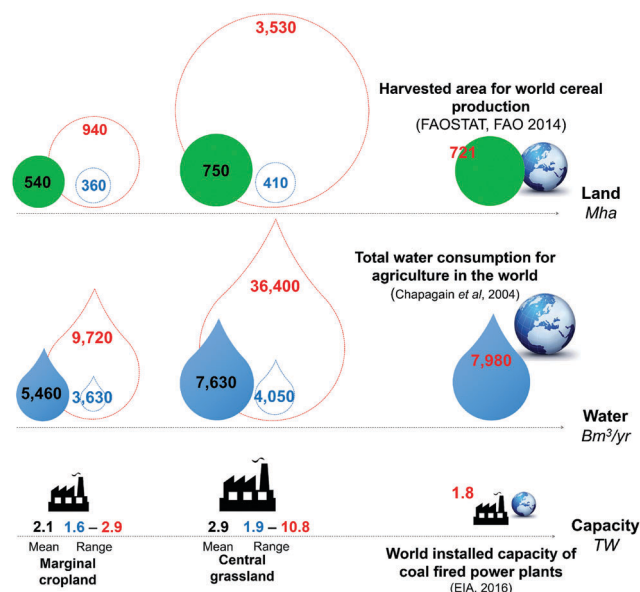 3,530
Harvested area for world cereal
production
(FAOSTAT, FAO 2014)
940
540
360
750
410
721
Land
Mha
Total water consumption for
agriculture in the world
(Chapagain et al, 2004)
36,400
9,720
5,460
3,630
7,630
4,050
7,980
Water
Bm³/yr
1.8
2.1 1.6 – 2.9
2.9 1.9 – 10.8
Capacity
TW
Mean Range
Marginal
cropland
Mean Range
Central
grassland
World installed capacity of
coal fired power plants
(EIA, 2016)